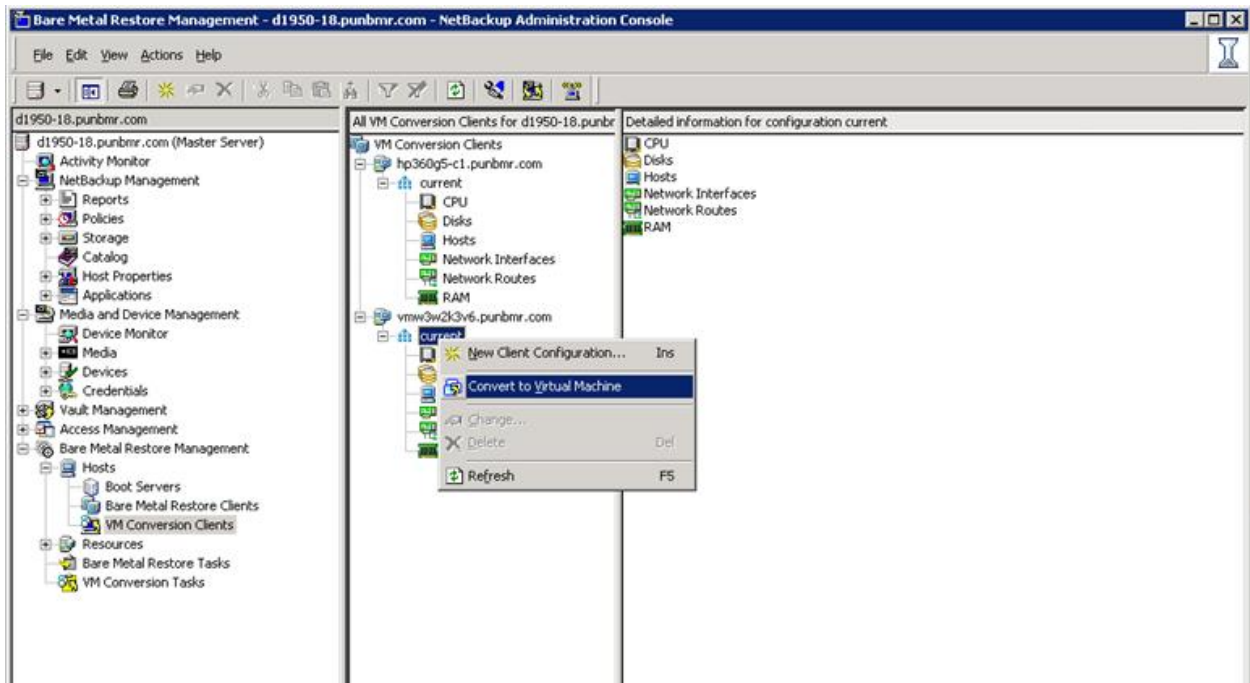 Bare Metal Restore Management - d1950-18.punbmr.com - NetBackup Administration Console
File Edit View Actions Help
d1950-18.punbmr.com
d1950-18.punbmr.com (Master Server)
Activity Monitor
NetBackup Management
Reports
Policies
Storage
Catalog
Host Properties
Applications
Media and Device Management
Device Monitor
Media
Devices
Credentials
Vault Management
Access Management
Bare Metal Restore Management
Hosts
Boot Servers
Bare Metal Restore Clients
VM Conversion Clients
Resources
Bare Metal Restore Tasks
VM Conversion Tasks
All VM Conversion Clients for d1950-18.punbr
VM Conversion Clients
hp360g5-c1.punbmr.com
current
CPU
Disks
Hosts
Network Interfaces
Network Routes
RAM
vmw3w2k3v6.punbmr.com
current
New Client Configuration... Ins
Convert to Virtual Machine
Change...
Delete Del
Refresh F5
Detailed information for configuration current
CPU
Disks
Hosts
Network Interfaces
Network Routes
RAM